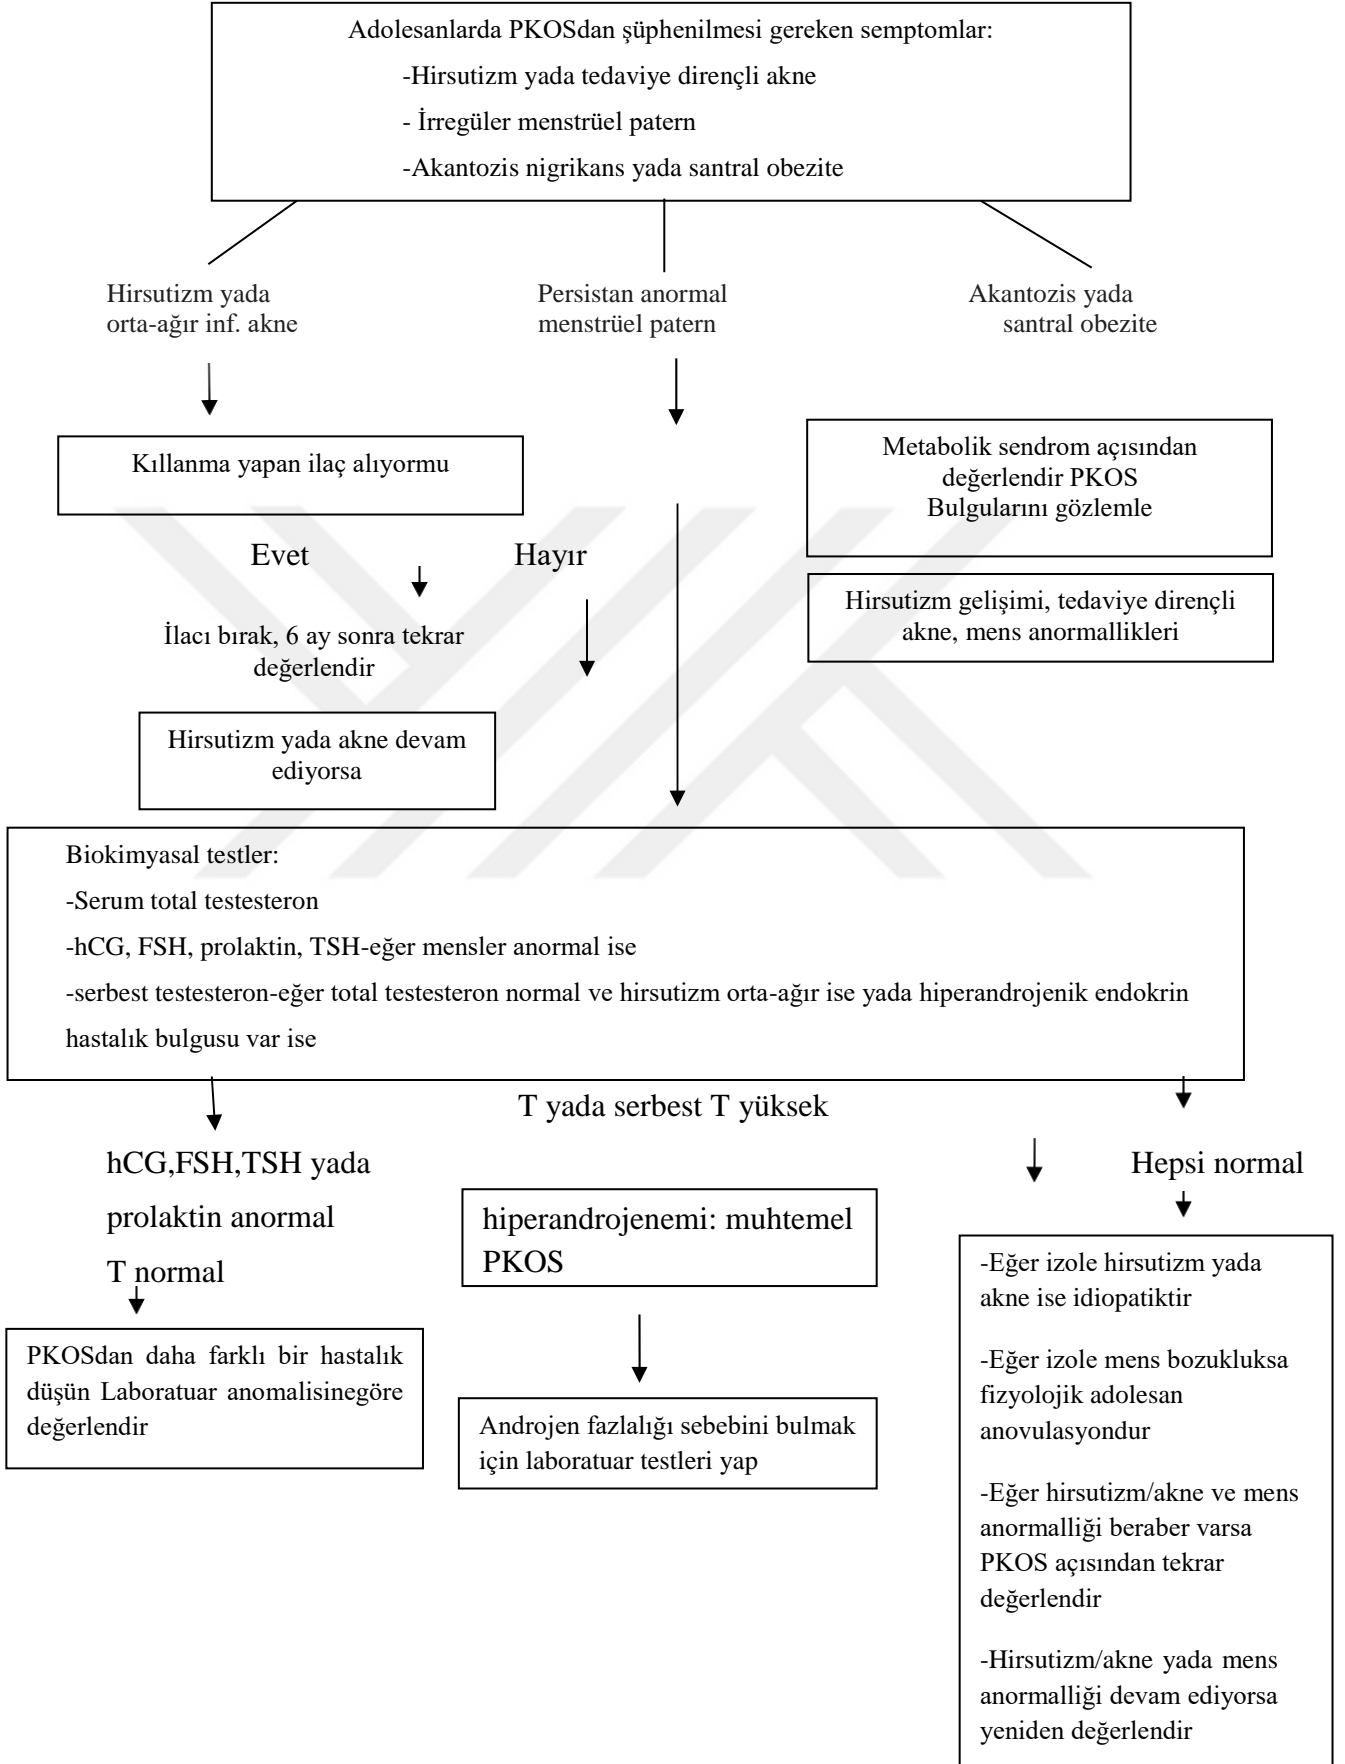 Adolesanlarda PKOSdan şüphenilmesi gereken semptomlar:
-Hirsutizm yada tedaviye dirençli akne
- İrregüler menstrüel patern
-Akantozis nigrikans yada santral obezite
Hirsutizm yada
orta-ağır inf. akne
Persistan anormal
menstrüel patern
Akantozis yada
santral obezite
Kıllanma yapan ilaç alıyormu
Metabolik sendrom açısından
değerlendir PKOS
Bulgularını gözlemle
Evet
Hayır
Hirsutizm gelişimi, tedaviye dirençli
akne, mens anormallikleri
İlacı bırak, 6 ay sonra tekrar
değerlendir
Hirsutizm yada akne devam
ediyorsa
Biokimyasal testler:
-Serum total testesteron
-hCG, FSH, prolaktin, TSH-eğer mensler anormal ise
-serbest testesteron-eğer total testesteron normal ve hirsutizm orta-ağır ise yada hiperandrojenik endokrin
hastalık bulgusu var ise
T yada serbest T yüksek
hCG,FSH,TSH yada
prolaktin anormal
T normal
Hepsi normal
hiperandrojenemi: muhtemel
PKOS
PKOSdan daha farklı bir hastalık
düşün Laboratuar anomalisinegöre
değerlendir
Androjen fazlalığı sebebini bulmak
için laboratuar testleri yap
-Eğer izole hirsutizm yada
akne ise idiopatiktir
-Eğer izole mens bozukluksa
fizyolojik adolesan
anovulasyondur
-Eğer hirsutizm/akne ve mens
anormalliği beraber varsa
PKOS açısından tekrar
değerlendir
-Hirsutizm/akne yada mens
anormalliği devam ediyorsa
yeniden değerlendir